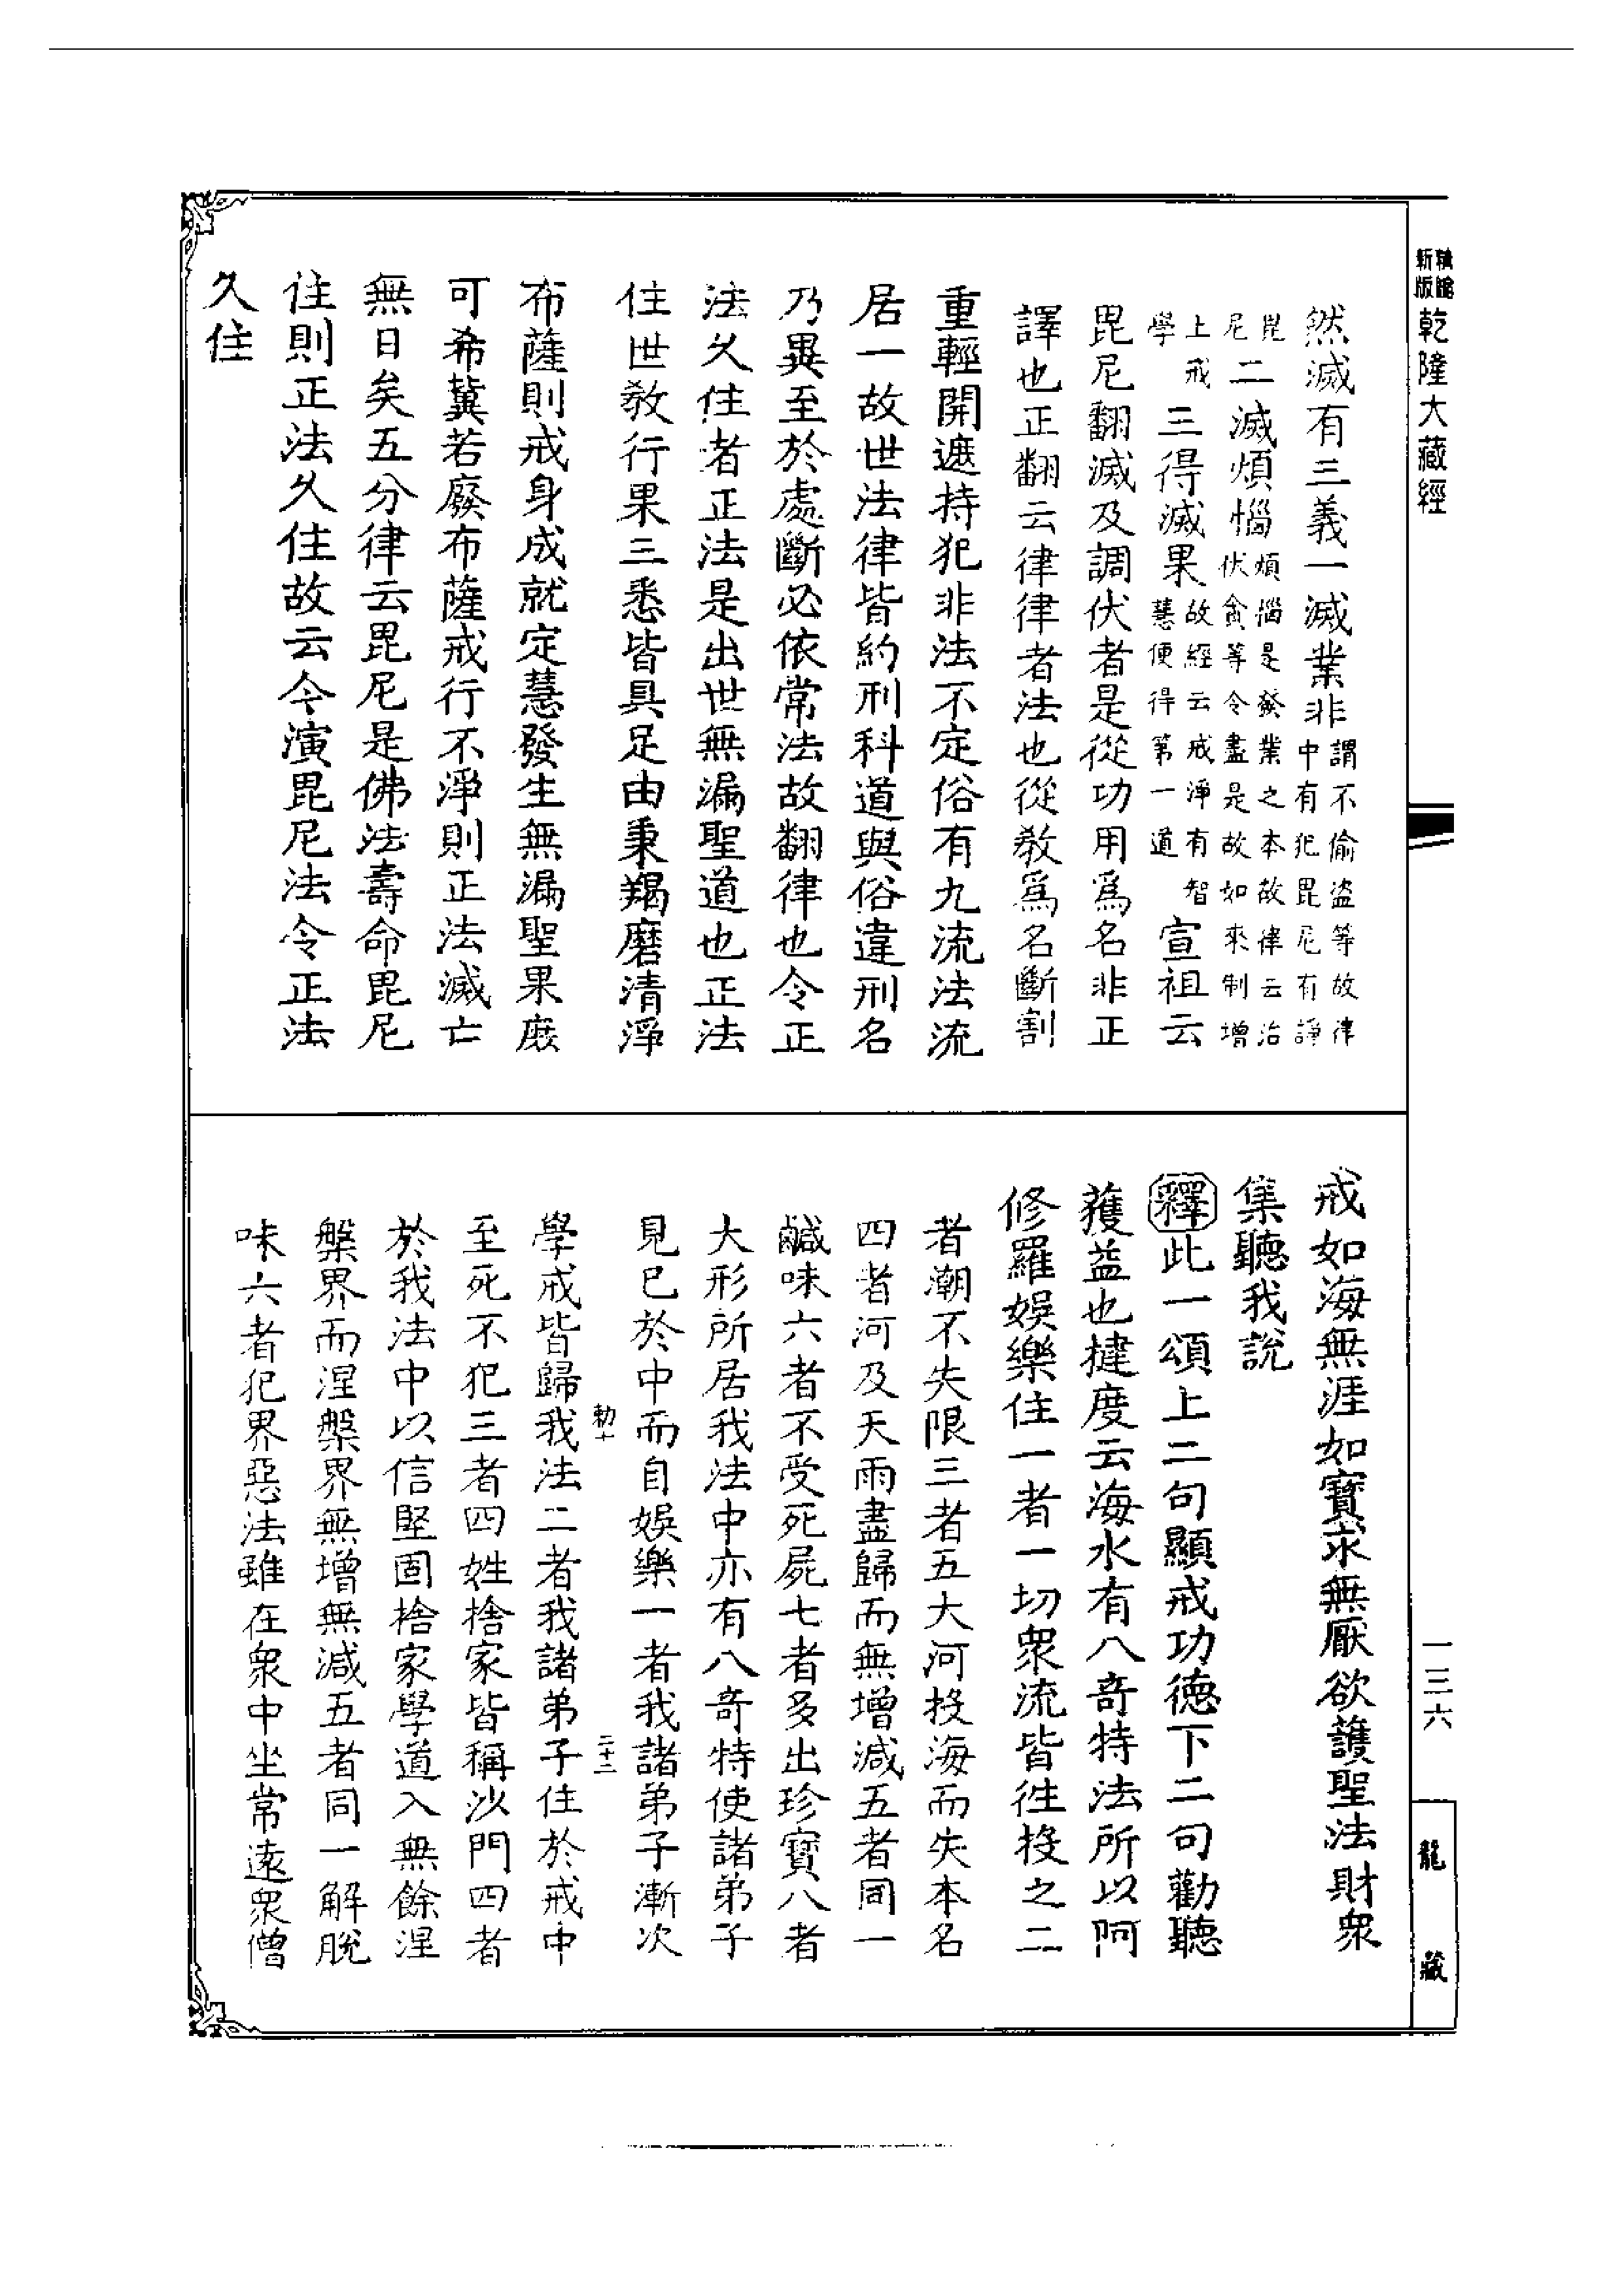 新版
乾隆大藏經
然滅有三義一滅業非謂不偷盜等故律中有犯毘尼有諍
毘尼二滅煩惱煩惱是發業之本故律云治伏貪等令盡是故如來制增
上戒學三得滅果故經云戒淨有智慧便得第一道宣祖云
毘尼翻滅及調伏者是從功用爲名非正
譯也正翻云律律者法也從敎爲名斷割
重輕開遮持犯非法不定俗有九流法流
居一故世法律皆約刑科道與俗違刑名
乃異至於處斷必依常法故翻律也令正
法久住者正法是出世無漏聖道也正法
住世敎行果三悉皆具足由秉羯磨清淨
布薩則戒身成就定慧發生無漏聖果庶
可希冀若廢布薩戒行不淨則正法滅亡
無日矣五分律云毘尼是佛法壽命毘尼
住則正法久住故云令演毘尼法令正法
久住
戒如海無涯如寶求無厭欲護聖法財衆
集聽我說
釋此一頌上二句顯戒功德下二句勸聽
獲益也揵度云海水有八奇特法所以阿
修羅娛樂住一者一切衆流皆徃投之二
者潮不失限三者五大河投海而失本名
四者河及天雨盡歸而無增減五者同一
鹹味六者不受死屍七者多出珍寶八者
大形所居我法中亦有八奇特使諸弟子
見已於中而自娛樂一者我諸弟子漸次
勒十
二十三
學戒皆歸我法二者我諸弟子住於戒中
至死不犯三者四姓捨家皆稱沙門四者
於我法中以信堅固捨家學道入無餘涅
槃界而涅槃界無增無減五者同一解脫
味六者犯界惡法雖在衆中坐常遠衆僧
一三六
龍藏